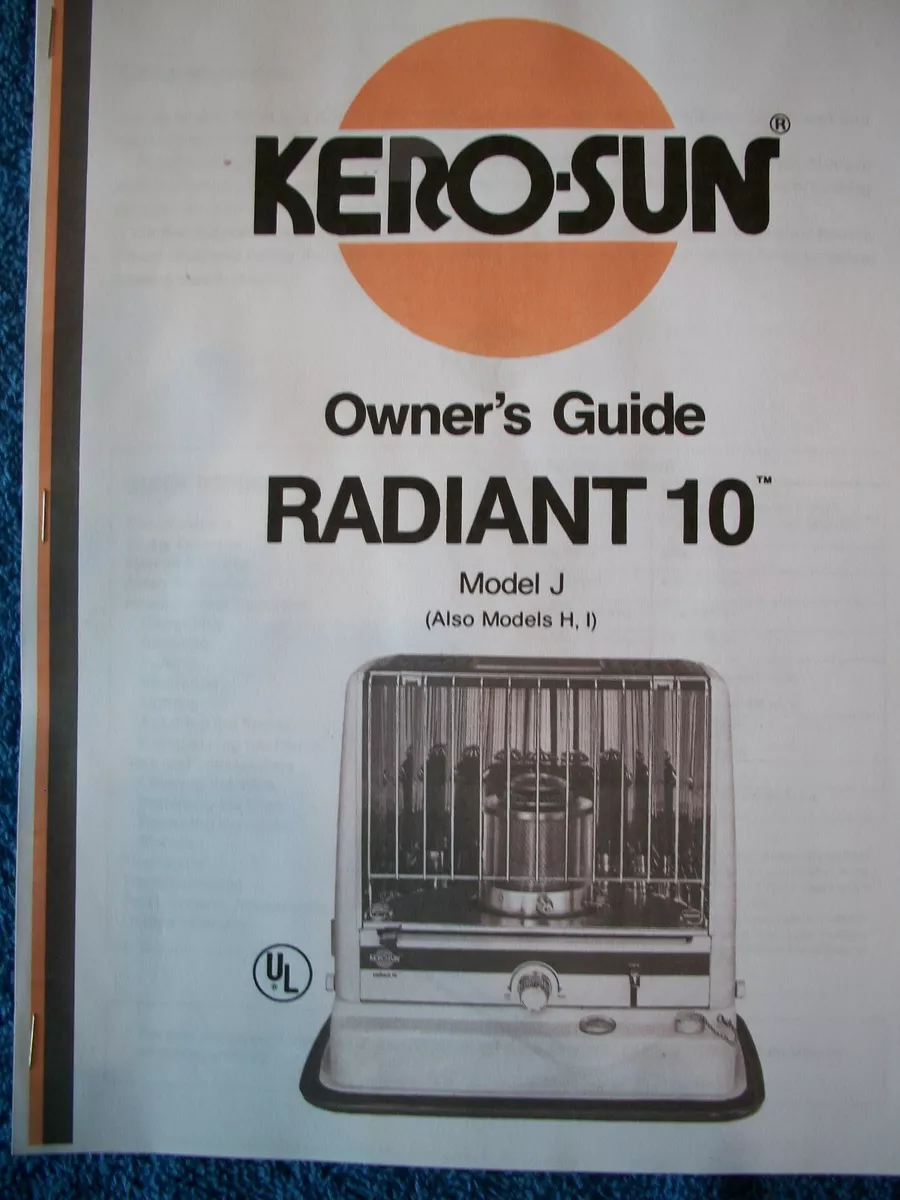 KERO-SUN®
Owner's Guide
RADIANT 10™
Model J
(Also Models H, I)
UL®
KERO-SUN